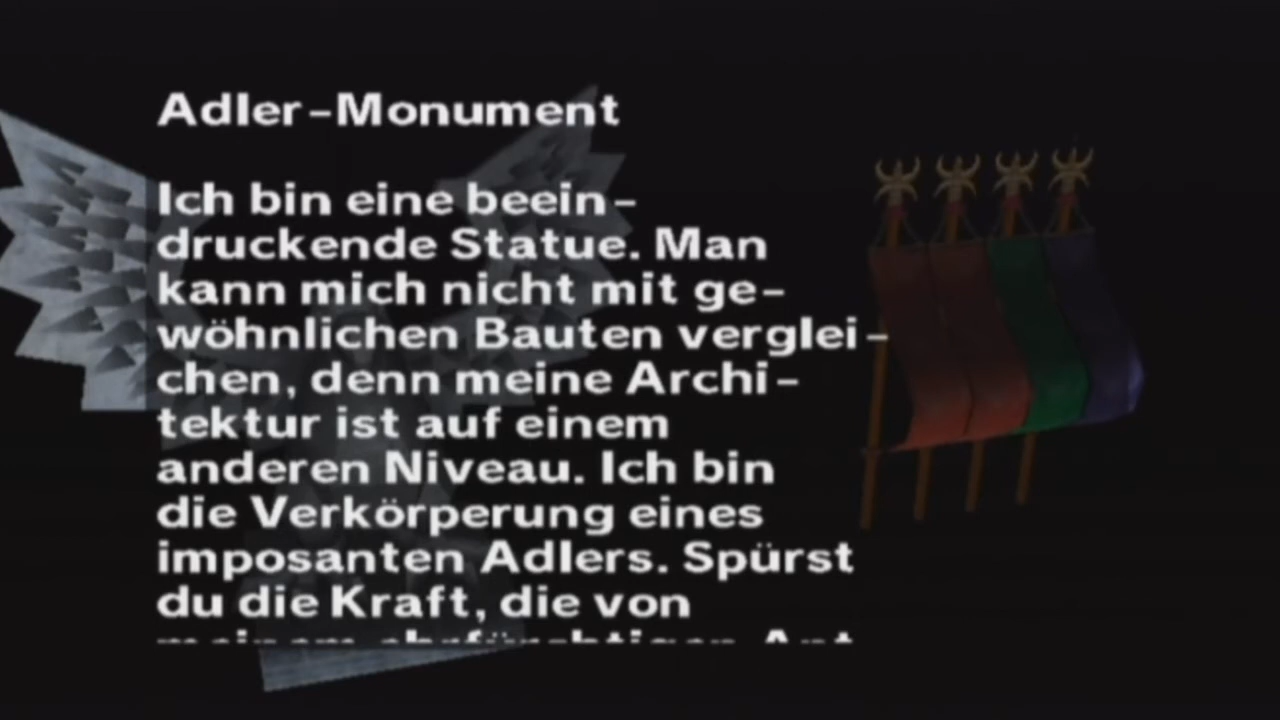 Adler-Monument
Ich bin eine beein-
druckende Statue. Man
kann mich nicht mit ge-
wöhnlichen Bauten verglei-
chen, denn meine Archi-
tektur ist auf einem
anderen Niveau. Ich bin
die Verkörperung eines
imposanten Adlers. Spürst
du die Kraft, die von